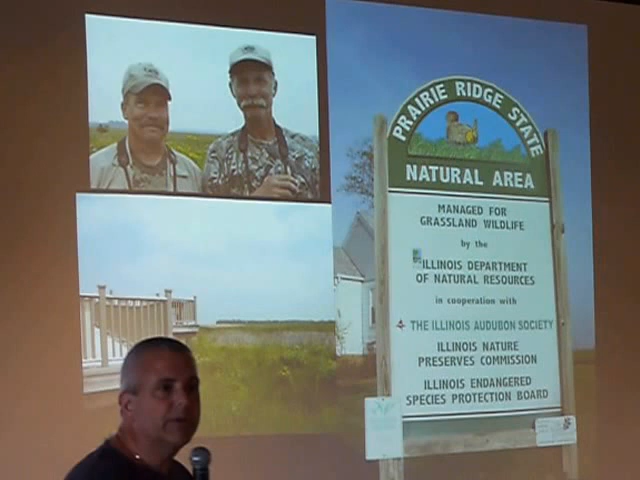 PRAIRIE RIDGE STATE
NATURAL AREA
MANAGED FOR
GRASSLAND WILDLIFE
by the
ILLINOIS DEPARTMENT
OF NATURAL RESOURCES
in cooperation with
THE ILLINOIS AUDUBON SOCIETY
ILLINOIS NATURE
PRESERVES COMMISSION
ILLINOIS ENDANGERED
SPECIES PROTECTION BOARD